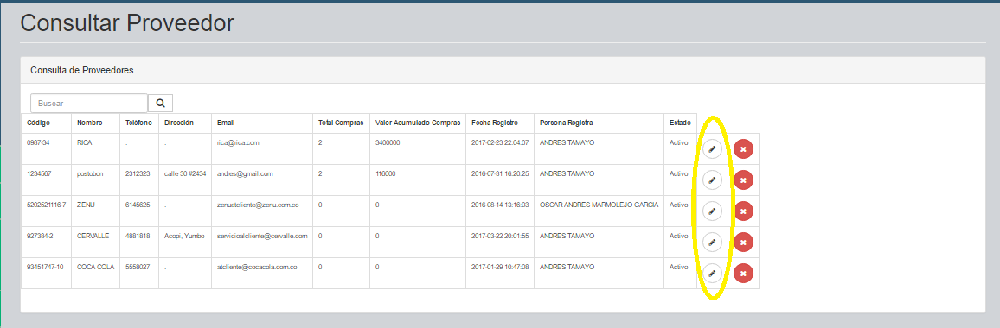 Consultar Proveedor
Consulta de Proveedores
Buscar
Código Nombre Teléfono Dirección Email Total Compras Valor Acumulado Compras Fecha Registro Persona Registra Estado
0987-34 RICA . . rica@rica.com 2 3400000 2017-02-23 22:04:07 ANDRES TAMAYO Activo
1234567 postobon 2312323 calle 30 #2434 andres@gmail.com 2 116000 2016-07-31 16:20:25 ANDRES TAMAYO Activo
5202521116-7 ZENU 6145625 . zenuatcliente@zenu.com.co 0 0 2016-08-14 13:16:03 OSCAR ANDRES MARMOLEJO GARCIA Activo
927384-2 CERVALLE 4881818 Acopi, Yumbo servicioalcliente@cervalle.com 0 0 2017-03-22 20:01:55 ANDRES TAMAYO Activo
93451747-10 COCA COLA 5558027 . atcliente@cocacola.com.co 0 0 2017-01-29 10:47:08 ANDRES TAMAYO Activo